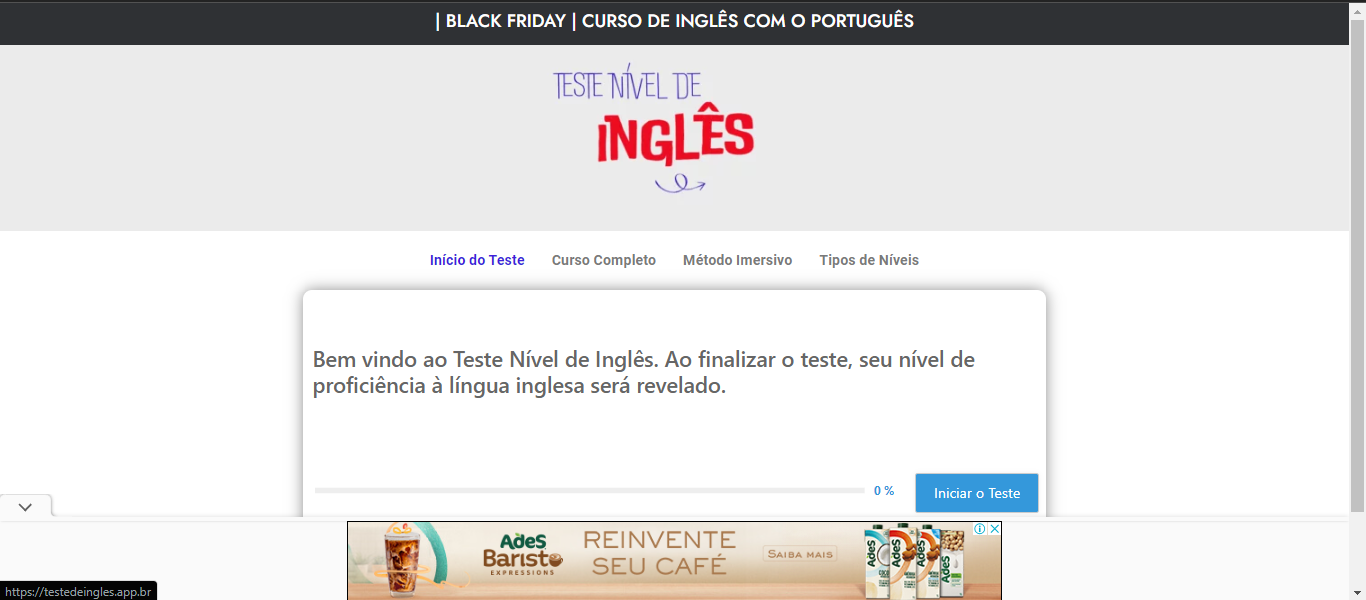 | BLACK FRIDAY | CURSO DE INGLÊS COM O PORTUGUÊS
TESTE NÍVEL DE
INGLÊS
Início do Teste Curso Completo Método Imersivo Tipos de Níveis
Bem vindo ao Teste Nível de Inglês. Ao finalizar o teste, seu nível de
proficiência à língua inglesa será revelado.
0 %
Iniciar o Teste
AdeS
Baristo
EXPRESSIONS
REINVENTE
SEU CAFÉ
SAIBA MAIS
AdeS
AdeS
AdeS
AdeS
https://testedeingles.app.br